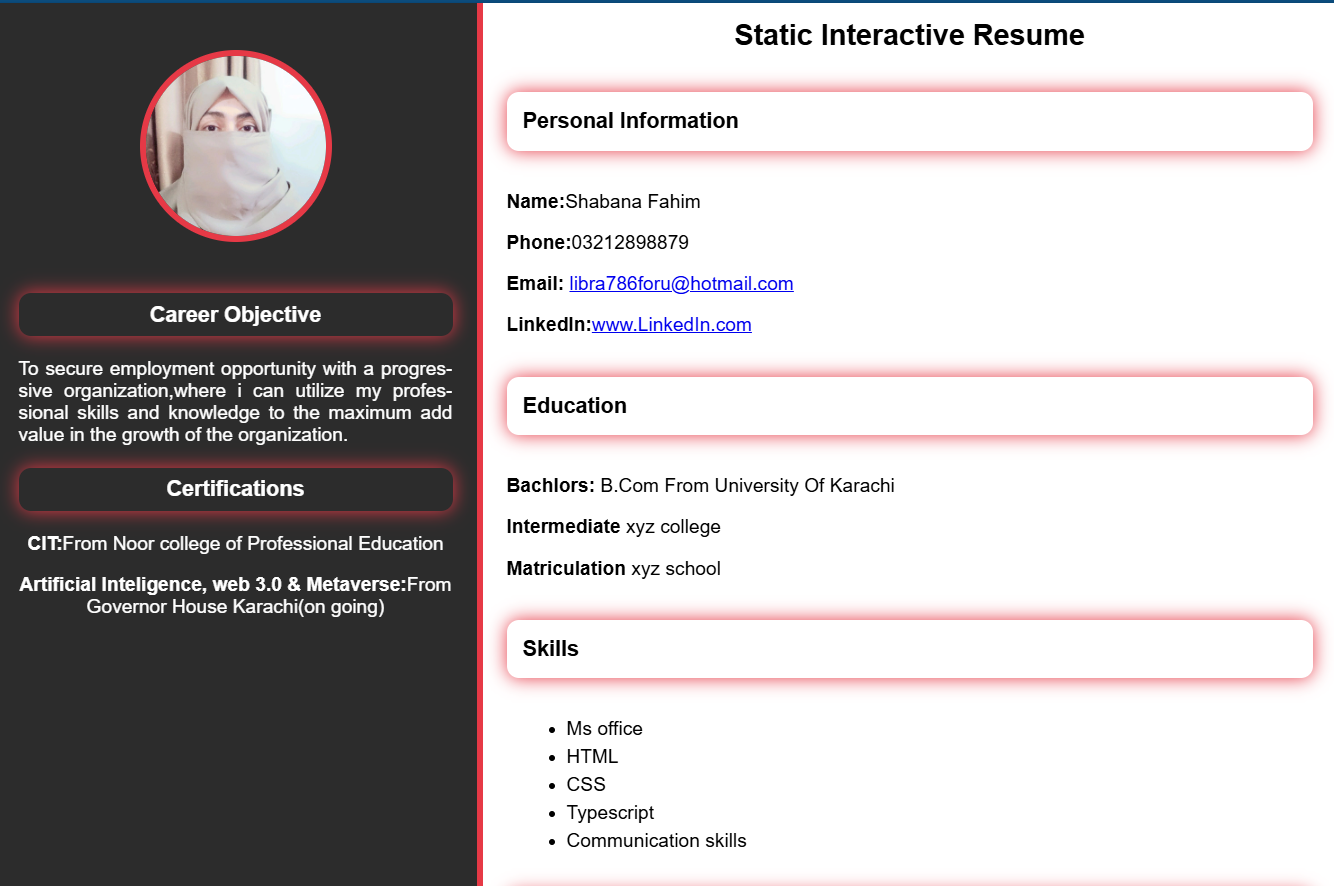 Career Objective
To secure employment opportunity with a progres-
sive organization,where i can utilize my profes-
sional skills and knowledge to the maximum add
value in the growth of the organization.
Certifications
CIT:From Noor college of Professional Education
Artificial Inteligence, web 3.0 & Metaverse:From
Governor House Karachi(on going)
Static Interactive Resume
Personal Information
Name:Shabana Fahim
Phone:03212898879
Email: libra786foru@hotmail.com
LinkedIn:www.LinkedIn.com
Education
Bachlors: B.Com From University Of Karachi
Intermediate xyz college
Matriculation xyz school
Skills
Ms office
HTML
CSS
Typescript
Communication skills